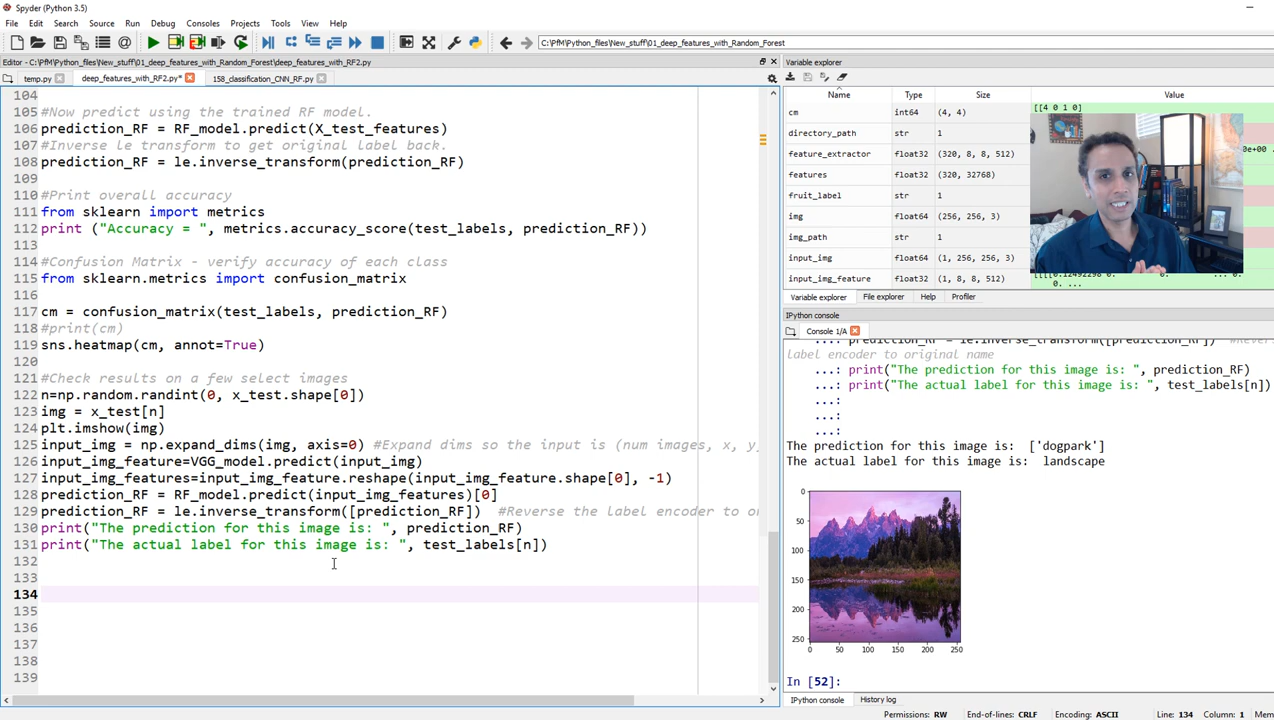 Spyder (Python 3.5)
File Edit Search Source Run Debug Consoles Projects Tools View Help
C:\PfM\Python_files\New_stuff\01_deep_features_with_Random_Forest
Editor - C:\PfM\Python_files\New_stuff\01_deep_features_with_Random_Forest\deep_features_with_RF2.py
temp.py deep_features_with_RF2.py* 158_classification_CNN_RF.py
104
105 #Now predict using the trained RF model.
106 prediction_RF = RF_model.predict(X_test_features)
107 #Inverse le transform to get original label back.
108 prediction_RF = le.inverse_transform(prediction_RF)
109
110 #Print overall accuracy
111 from sklearn import metrics
112 print ("Accuracy = ", metrics.accuracy_score(test_labels, prediction_RF))
113
114 #Confusion Matrix - verify accuracy of each class
115 from sklearn.metrics import confusion_matrix
116
117 cm = confusion_matrix(test_labels, prediction_RF)
118 #print(cm)
119 sns.heatmap(cm, annot=True)
120
121 #Check results on a few select images
122 n=np.random.randint(0, x_test.shape[0])
123 img = x_test[n]
124 plt.imshow(img)
125 input_img = np.expand_dims(img, axis=0) #Expand dims so the input is (num images, x, y,
126 input_img_feature=VGG_model.predict(input_img)
127 input_img_features=input_img_feature.reshape(input_img_feature.shape[0], -1)
128 prediction_RF = RF_model.predict(input_img_features)[0]
129 prediction_RF = le.inverse_transform([prediction_RF]) #Reverse the label encoder to or
130 print("The prediction for this image is: ", prediction_RF)
131 print("The actual label for this image is: ", test_labels[n])
132
133
134
135
136
137
138
139
Variable explorer
Name Type Size Value
cm int64 (4, 4) [[4 0 1 0]
directory_path str 1
feature_extractor float32 (320, 8, 8, 512) 0e+00
features float32 (320, 32768)
fruit_label str 1
img float64 (256, 256, 3)
img_path str 1
input_img float64 (1, 256, 256, 3)
input_img_feature float32 (1, 8, 8, 512) [[[[0.12492298 0. 0. ... 0. 0.
0. ...
Variable explorer File explorer Help Profiler
IPython console
Console 1/A
...: prediction_RF = le.inverse_transform([prediction_RF]) #Reverse
Label encoder to original name
...: print("The prediction for this image is: ", prediction_RF)
...: print("The actual label for this image is: ", test_labels[n])
...:
...:
...:
The prediction for this image is: ['dogpark']
The actual label for this image is: landscape
0
50
100
150
200
250
0 50 100 150 200 250
In [52]:
IPython console History log
Permissions: RW End-of-lines: CRLF Encoding: ASCII Line: 134 Column: 1